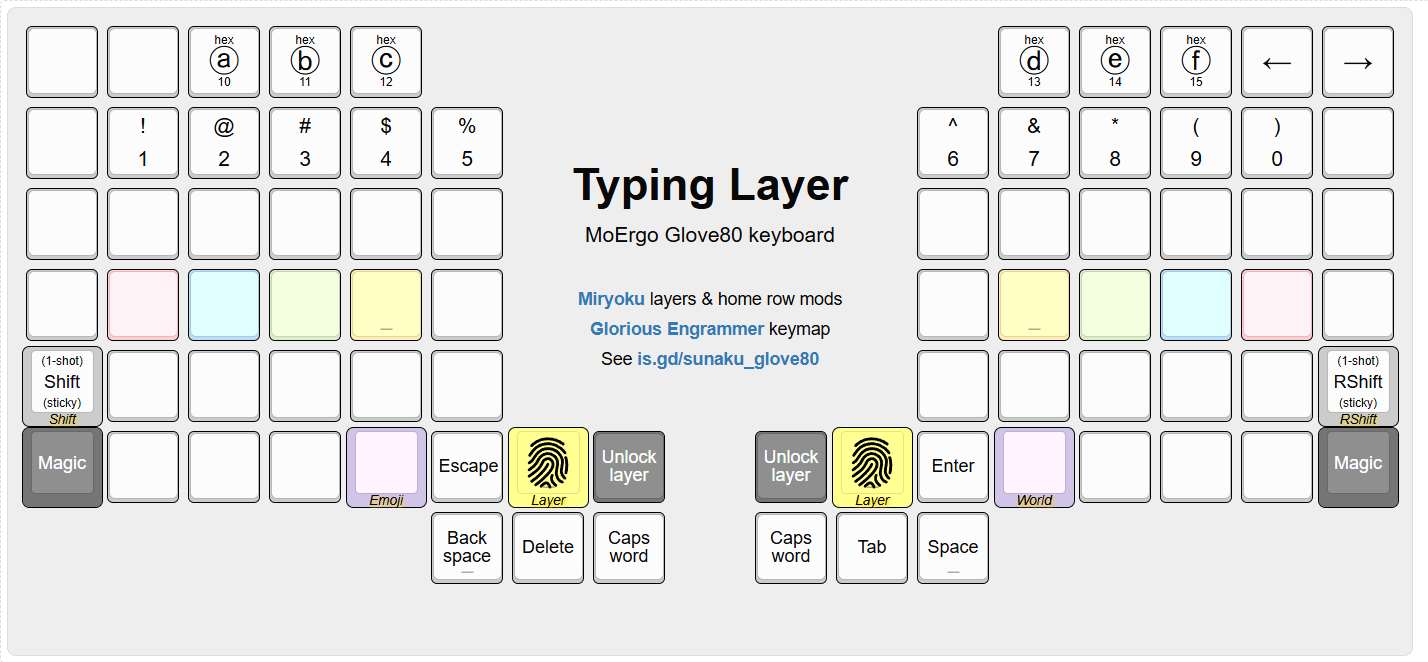 hex hex hex hex hex hex
ⓐ ⓑ ⓒ ⓓ ⓔ ⓕ ← →
10 11 12 13 14 15
! @ # $ % ^ & * ( )
1 2 3 4 5 6 7 8 9 0
Typing Layer
MoErgo Glove80 keyboard
Miryoku layers & home row mods
Glorious Engrammer keymap
See is.gd/sunaku_glove80
_ _
(1-shot) (1-shot)
Shift RShift
(sticky) (sticky)
Shift RShift
Magic Escape Unlock Unlock Enter Magic
layer layer
Emoji Layer Layer World
Back Delete Caps Caps Tab Space
space word word
_ _